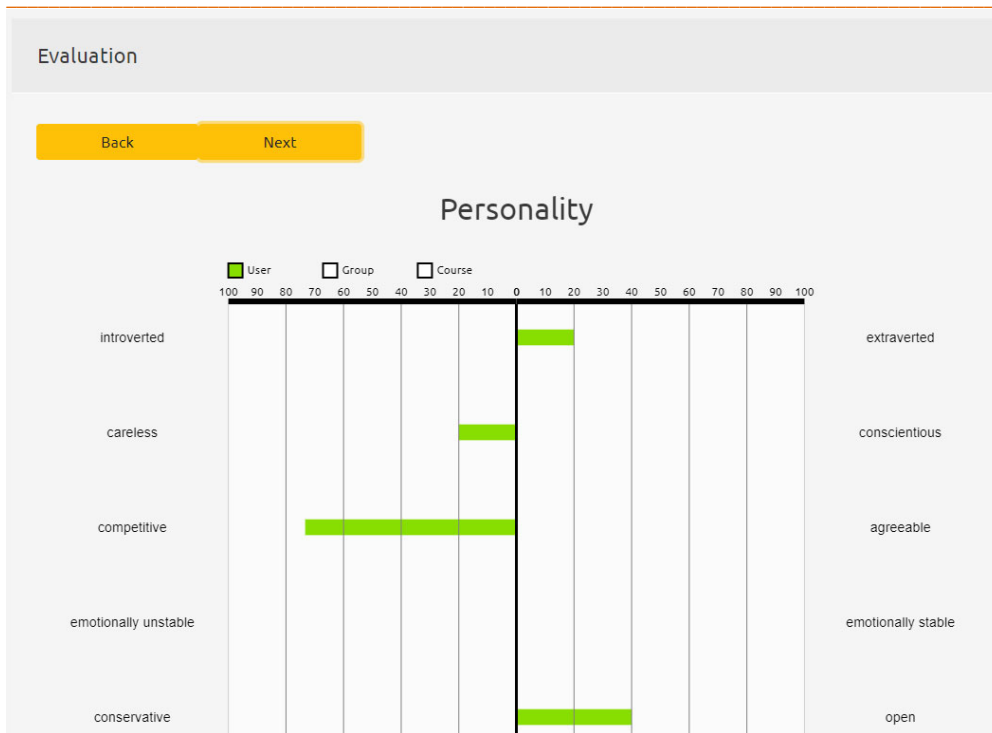 Evaluation
Back Next
Personality
User Group Course
100 90 80 70 60 50 40 30 20 10 0 10 20 30 40 50 60 70 80 90 100
introverted extraverted
careless conscientious
competitive agreeable
emotionally unstable emotionally stable
conservative open